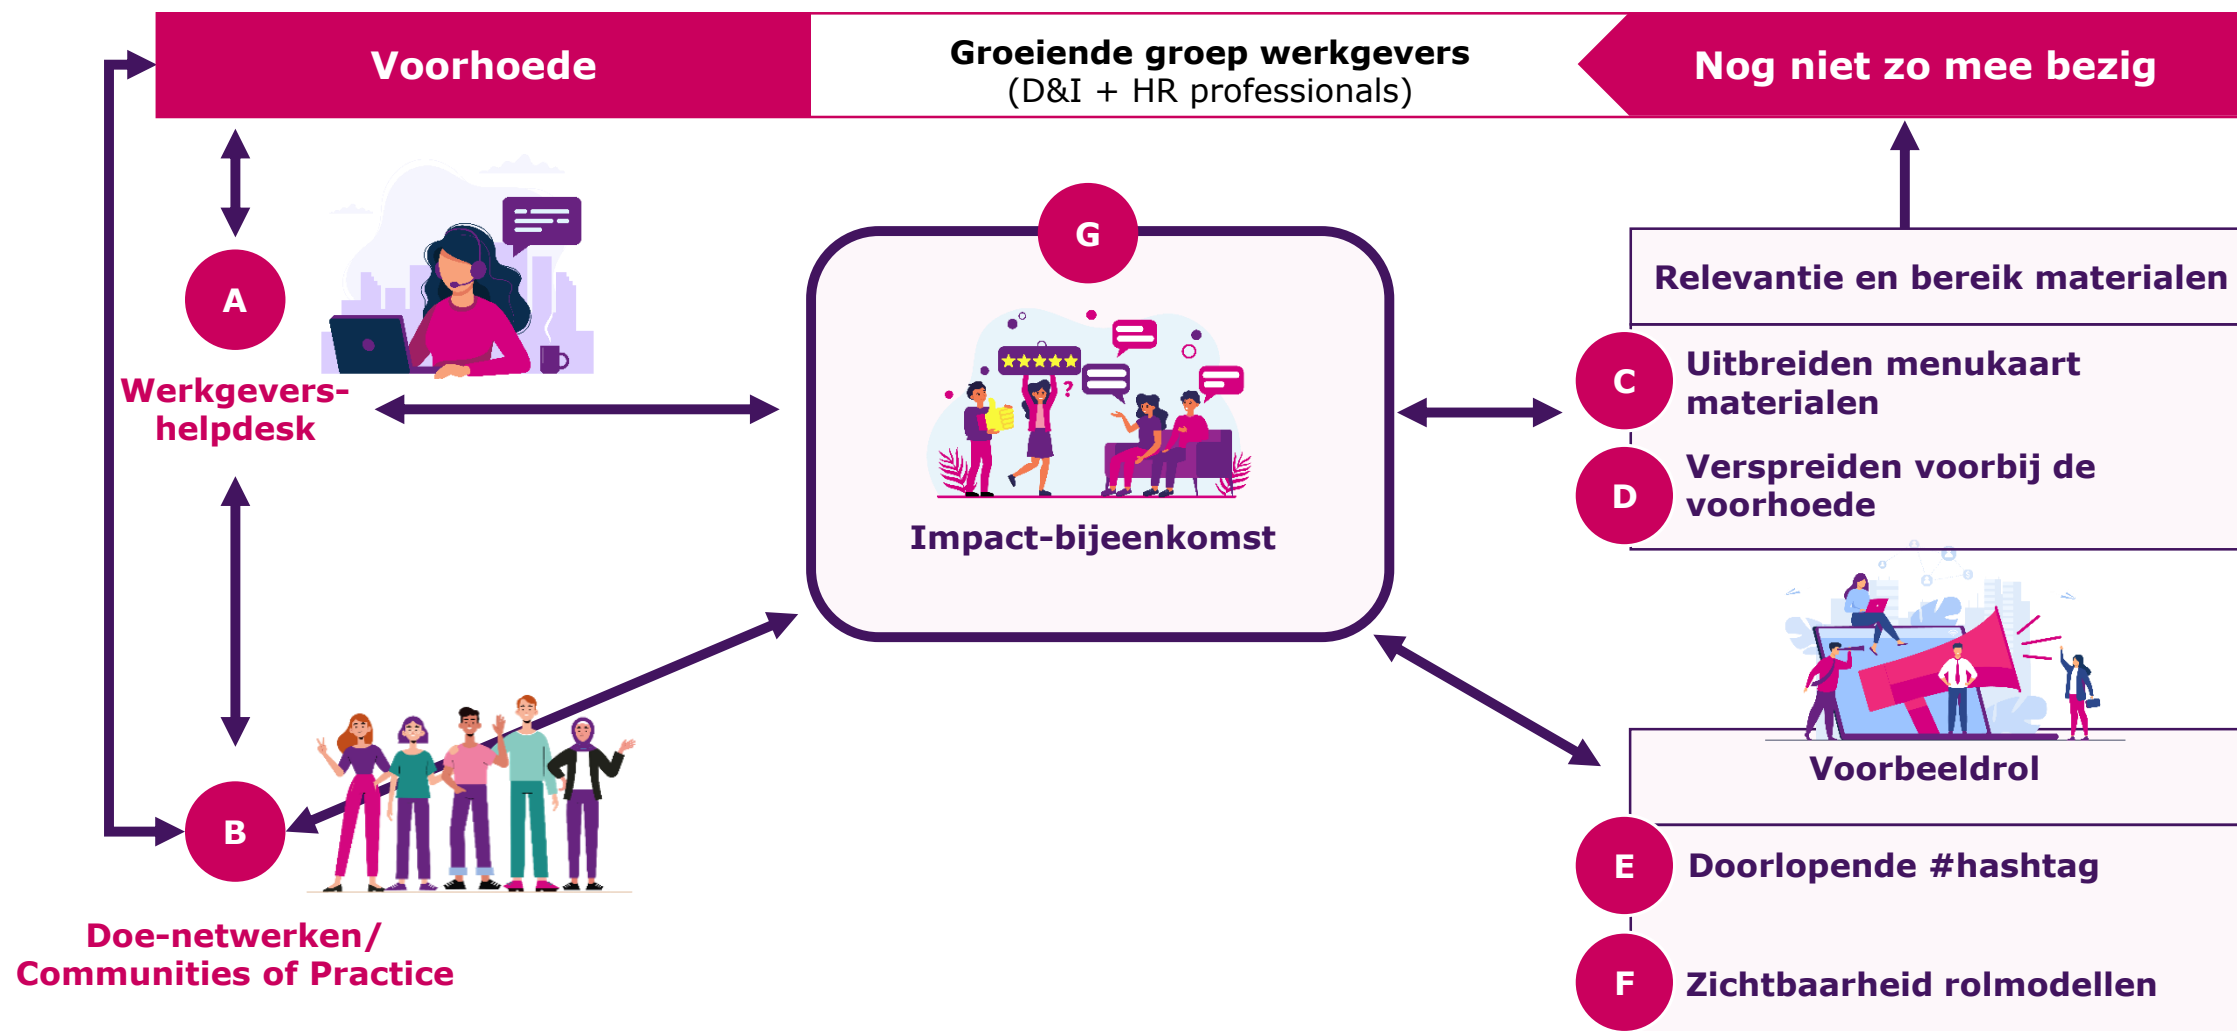 Voorhoede
Groeiende groep werkgevers
(D&I + HR professionals)
Nog niet zo mee bezig
A
Werkgevers-
helpdesk
B
Doe-netwerken/
Communities of Practice
G
?
Impact-bijeenkomst
Relevantie en bereik materialen
C
Uitbreiden menukaart
materialen
D
Verspreiden voorbij de
voorhoede
Voorbeeldrol
E
Doorlopende #hashtag
F
Zichtbaarheid rolmodellen